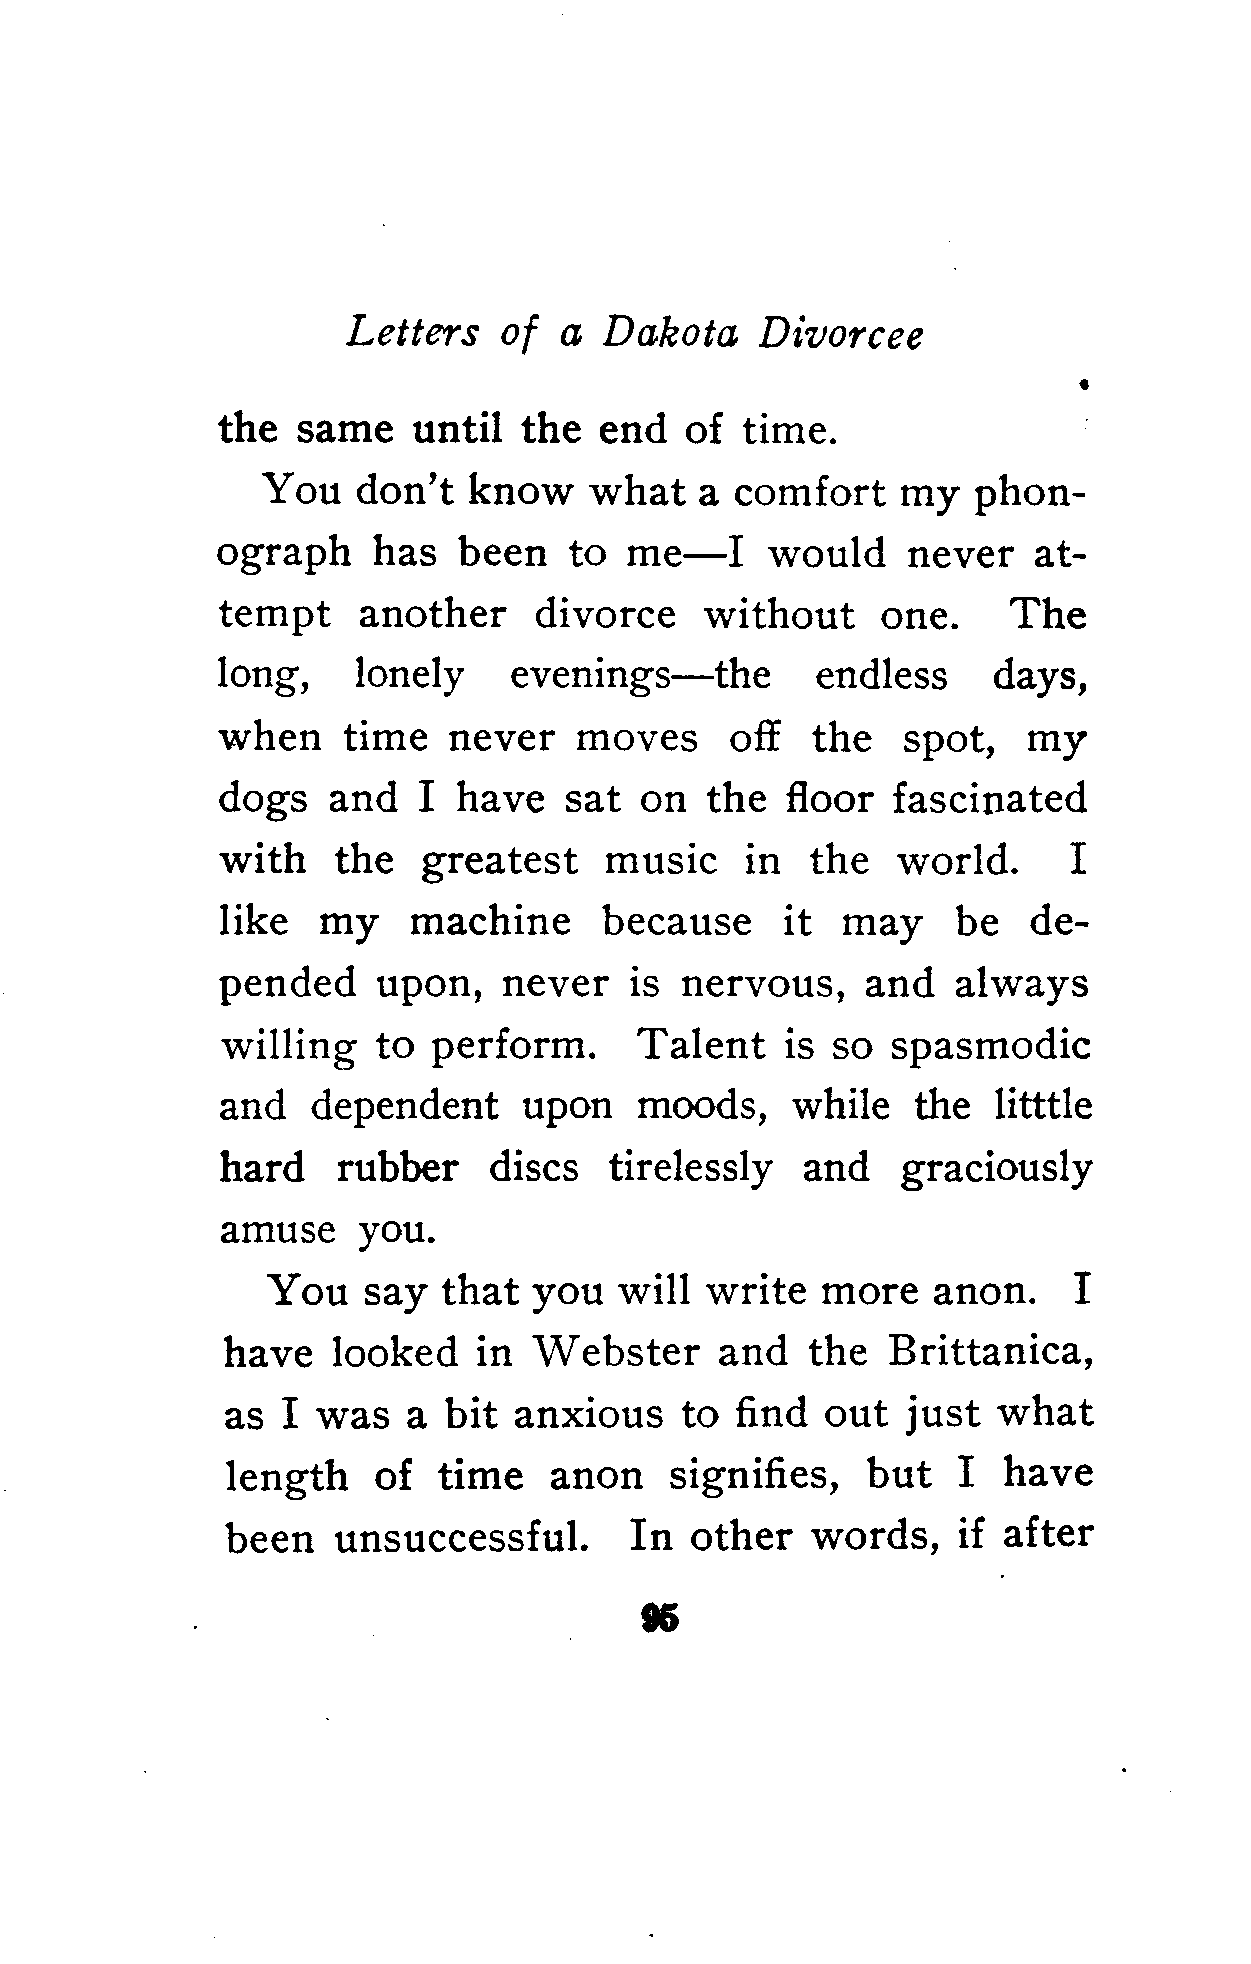 Letters of a Dakota Divorcee
the same until the end of time.
You don't know what a comfort my phon-
ograph has been to me—I would never at-
tempt another divorce without one. The
long, lonely evenings—the endless days,
when time never moves off the spot, my
dogs and I have sat on the floor fascinated
with the greatest music in the world. I
like my machine because it may be de-
pended upon, never is nervous, and always
willing to perform. Talent is so spasmodic
and dependent upon moods, while the litttle
hard rubber discs tirelessly and graciously
amuse you.
You say that you will write more anon. I
have looked in Webster and the Brittanica,
as I was a bit anxious to find out just what
length of time anon signifies, but I have
been unsuccessful. In other words, if after
95